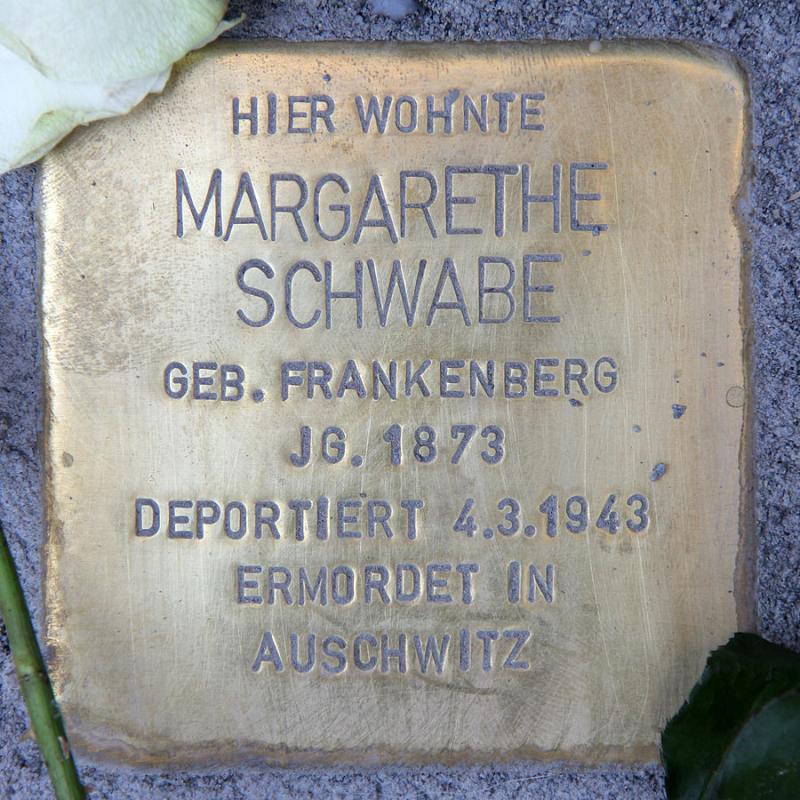 HIER WOHNTE
MARGARETHE
SCHWABE
GEB. FRANKENBERG
JG. 1873
DEPORTIERT 4.3.1943
ERMORDET IN
AUSCHWITZ